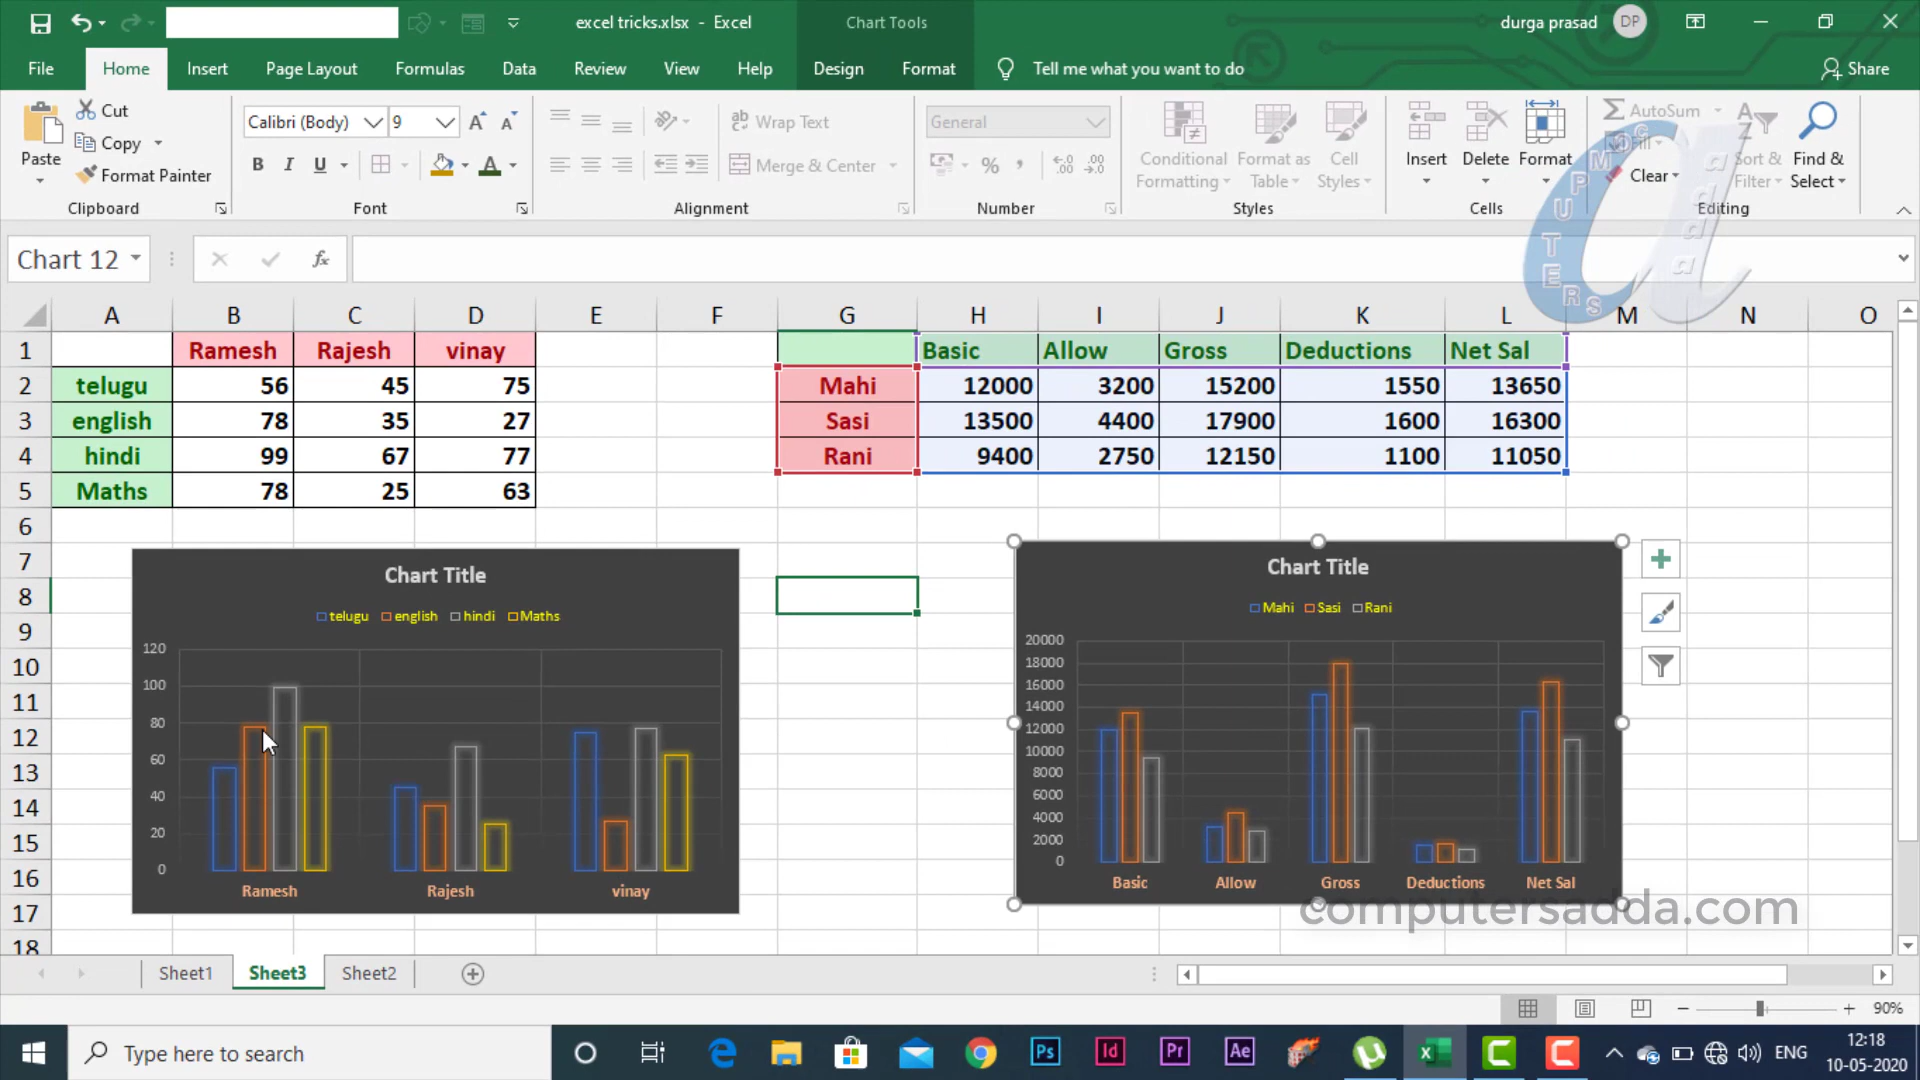 excel tricks.xlsx - Excel
Chart Tools
durga prasad DP
File Home Insert Page Layout Formulas Data Review View Help Design Format Tell me what you want to do Share
Paste
Cut
Copy
Format Painter
Clipboard
Calibri (Body) 9
B I U
Font
Wrap Text
Merge & Center
Alignment
General
%
Number
Conditional Formatting
Format as Table
Cell Styles
Styles
Insert Delete Format
Cells
AutoSum
Fill
Clear
Sort & Filter
Find & Select
Editing
COMPUTERS adda
Chart 12 fx
A B C D E F G H I J K L M N O
1 Ramesh Rajesh vinay Basic Allow Gross Deductions Net Sal
2 telugu 56 45 75 Mahi 12000 3200 15200 1550 13650
3 english 78 35 27 Sasi 13500 4400 17900 1600 16300
4 hindi 99 67 77 Rani 9400 2750 12150 1100 11050
5 Maths 78 25 63
6
7
8
9
10
11
12
13
14
15
16
17
18
Chart Title
telugu english hindi Maths
120
100
80
60
40
20
0
Ramesh Rajesh vinay
Chart Title
Mahi Sasi Rani
20000
18000
16000
14000
12000
10000
8000
6000
4000
2000
0
Basic Allow Gross Deductions Net Sal
computersadda.com
Sheet1 Sheet3 Sheet2
90%
Type here to search
Ps Id Pr Ae
ENG
12:18
10-05-2020